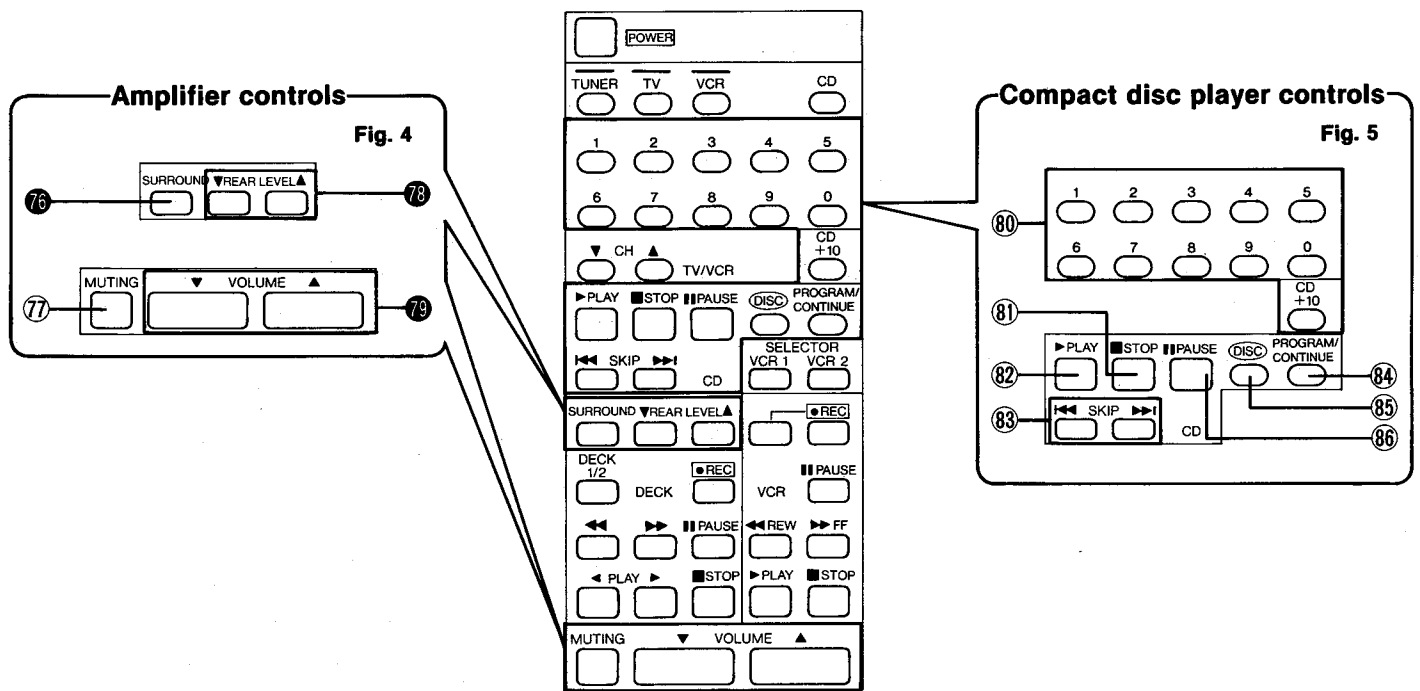 Amplifier controls
Fig. 4
SURROUND ▼REAR LEVEL▲
76
78
MUTING ▼ VOLUME ▲
77
79
POWER
TUNER TV VCR CD
1 2 3 4 5
6 7 8 9 0
▼ CH ▲ TV/VCR
CD
+10
►PLAY ■STOP ❚❚PAUSE DISC PROGRAM/
CONTINUE
|◄◄ SKIP ►►| CD
SELECTOR
VCR 1 VCR 2
SURROUND ▼REAR LEVEL▲
●REC
DECK
1/2
DECK
●REC
VCR
❚❚PAUSE
◄◄ ►► ❚❚PAUSE ◄◄REW ►►FF
◄ PLAY ► ■STOP ►PLAY ■STOP
MUTING ▼ VOLUME ▲
Compact disc player controls
Fig. 5
1 2 3 4 5
80
6 7 8 9 0
CD
+10
81
►PLAY ■STOP ❚❚PAUSE DISC PROGRAM/
CONTINUE
82
84
83
|◄◄ SKIP ►►| CD
85
86